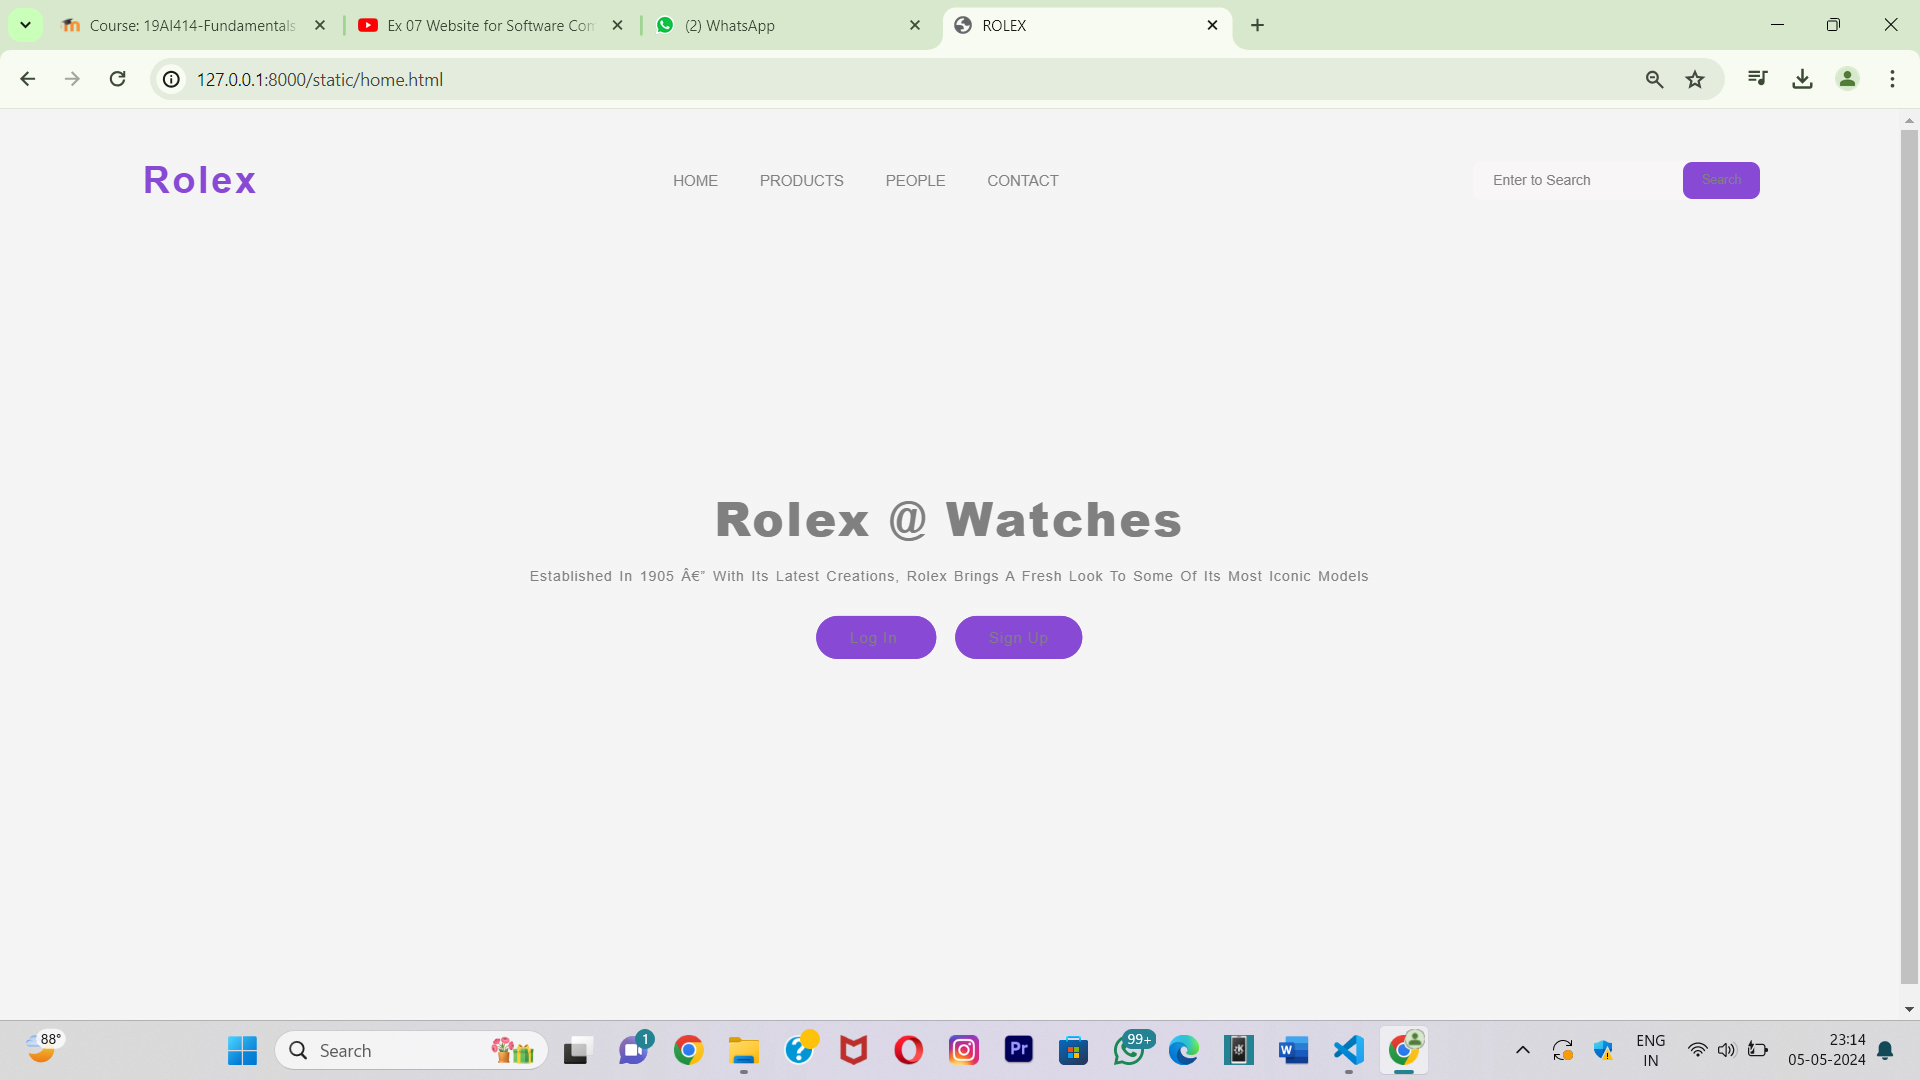 Course: 19AI414-Fundamentals
Ex 07 Website for Software Com
(2) WhatsApp
ROLEX
127.0.0.1:8000/static/home.html
Rolex
HOME PRODUCTS PEOPLE CONTACT
Enter to Search
Search
Rolex @ Watches
Established In 1905 Â€” With Its Latest Creations, Rolex Brings A Fresh Look To Some Of Its Most Iconic Models
Log In
Sign Up
88°
Search
1
Pr
99+
W
ENG
IN
23:14
05-05-2024